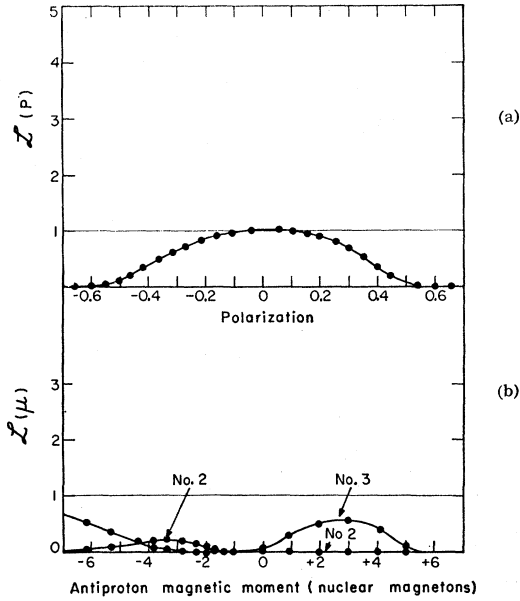 5
4
3
2
1
0
ℒ (P)
(a)
-0.6 -0.4 -0.2 0 0.2 0.4 0.6
Polarization
3
2
1
0
ℒ(μ)
(b)
No. 2
No. 3
No 2
-6 -4 -2 0 +2 +4 +6
Antiproton magnetic moment (nuclear magnetons)